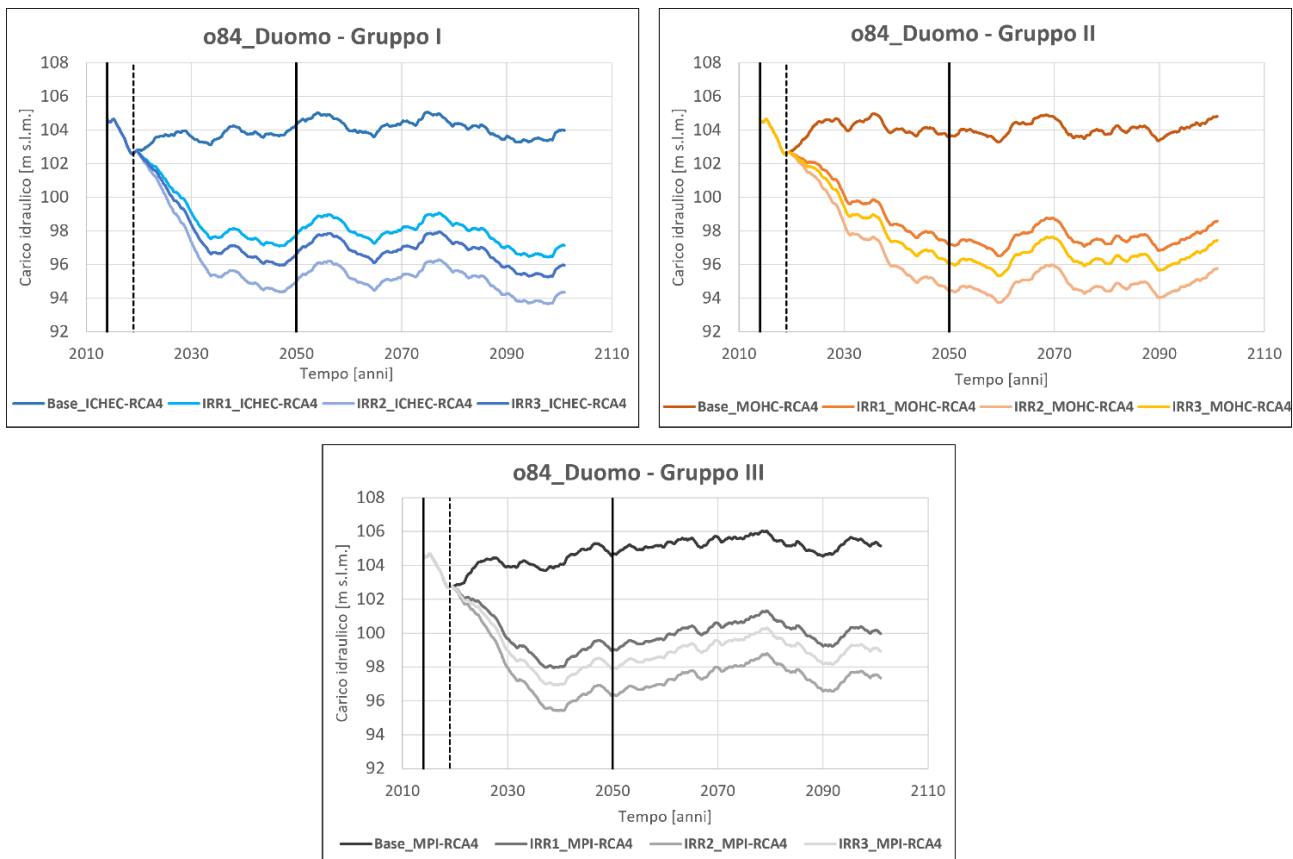 o84_Duomo - Gruppo I
Carico idraulico [m s.l.m.]
108
106
104
102
100
98
96
94
92
2010 2030 2050 2070 2090 2110
Tempo [anni]
Base_ICHEC-RCA4 IRR1_ICHEC-RCA4 IRR2_ICHEC-RCA4 IRR3_ICHEC-RCA4
o84_Duomo - Gruppo II
Carico idraulico [m s.l.m.]
108
106
104
102
100
98
96
94
92
2010 2030 2050 2070 2090 2110
Tempo [anni]
Base_MOHC-RCA4 IRR1_MOHC-RCA4 IRR2_MOHC-RCA4 IRR3_MOHC-RCA4
o84_Duomo - Gruppo III
Carico idraulico [m s.l.m.]
108
106
104
102
100
98
96
94
92
2010 2030 2050 2070 2090 2110
Tempo [anni]
Base_MPI-RCA4 IRR1_MPI-RCA4 IRR2_MPI-RCA4 IRR3_MPI-RCA4